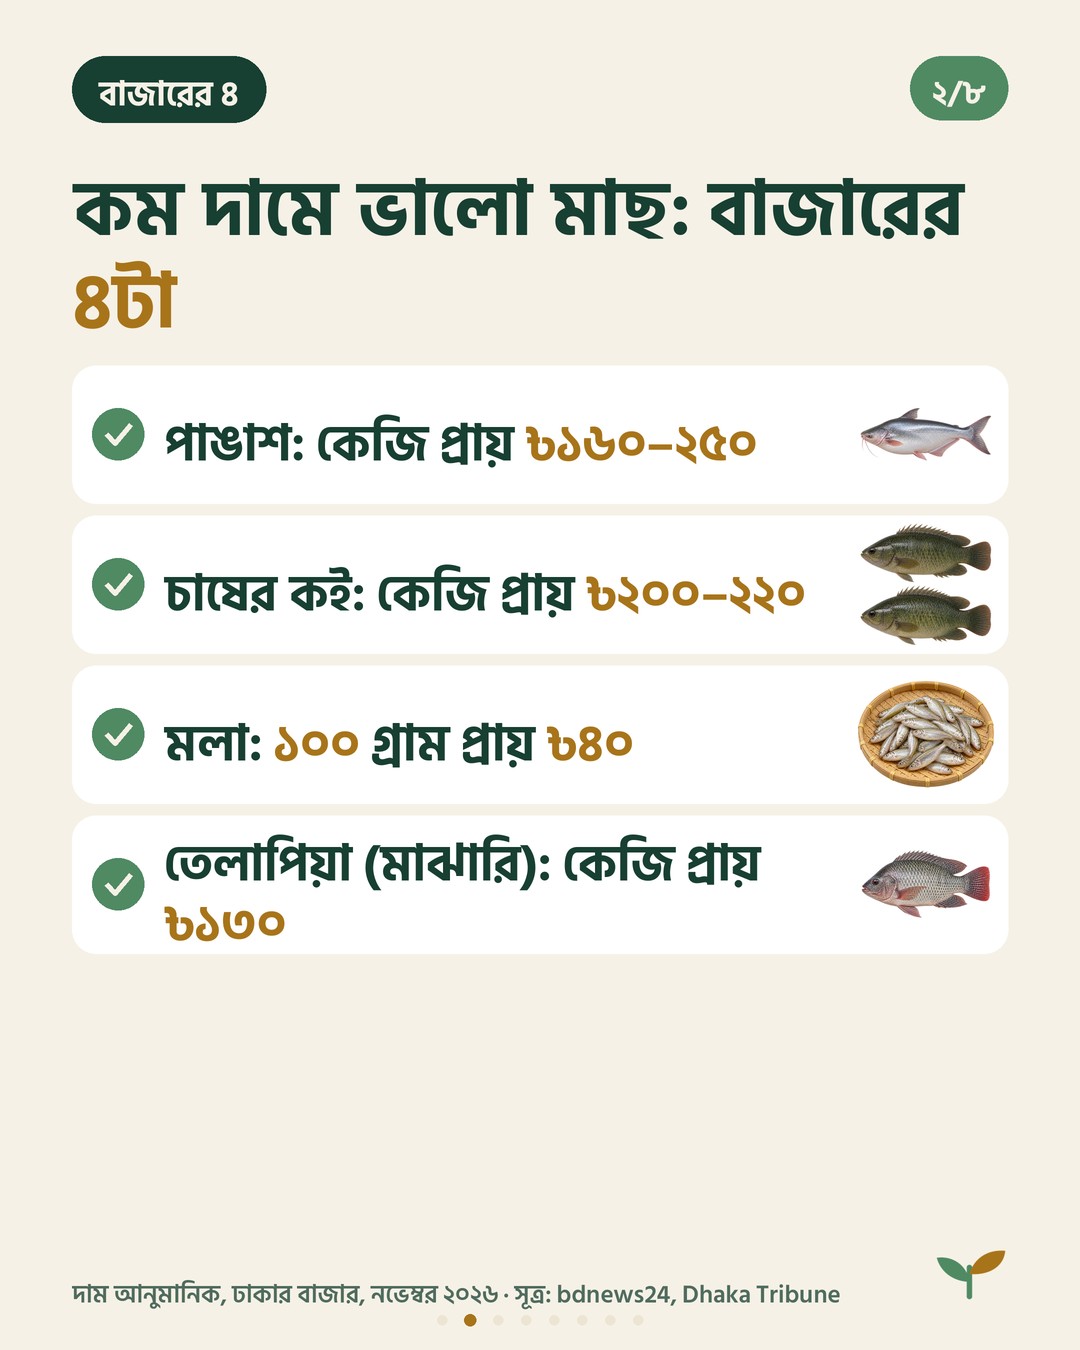 বাজারের ৪
২/৮
কম দামে ভালো মাছ: বাজারের
৪টা
পাঙাশ: কেজি প্রায় ৳১৬০–২৫০
চাষের কই: কেজি প্রায় ৳২০০–২২০
মলা: ১০০ গ্রাম প্রায় ৳৪০
তেলাপিয়া (মাঝারি): কেজি প্রায়
৳১৩০
দাম আনুমানিক, ঢাকার বাজার, নভেম্বর ২০২৬ · সূত্র: bdnews24, Dhaka Tribune